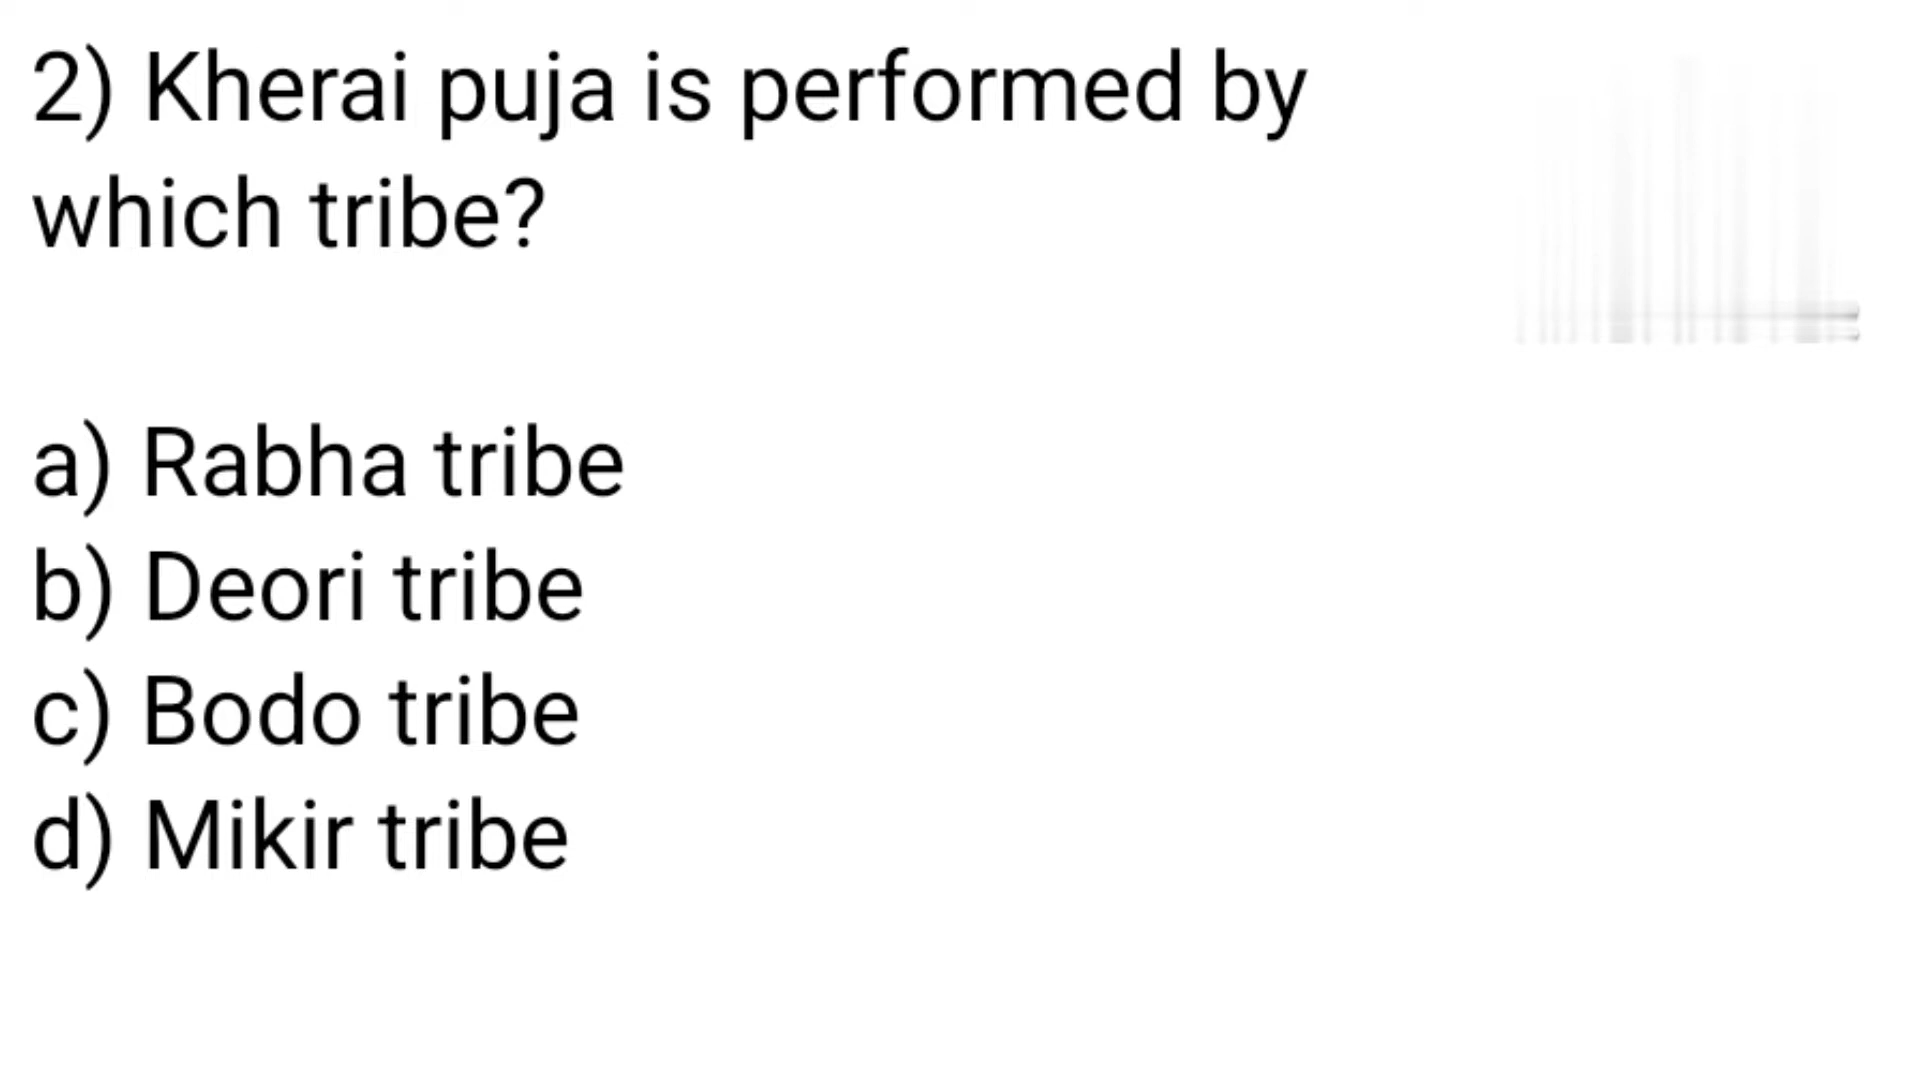 2) Kherai puja is performed by
which tribe?
a) Rabha tribe
b) Deori tribe
c) Bodo tribe
d) Mikir tribe